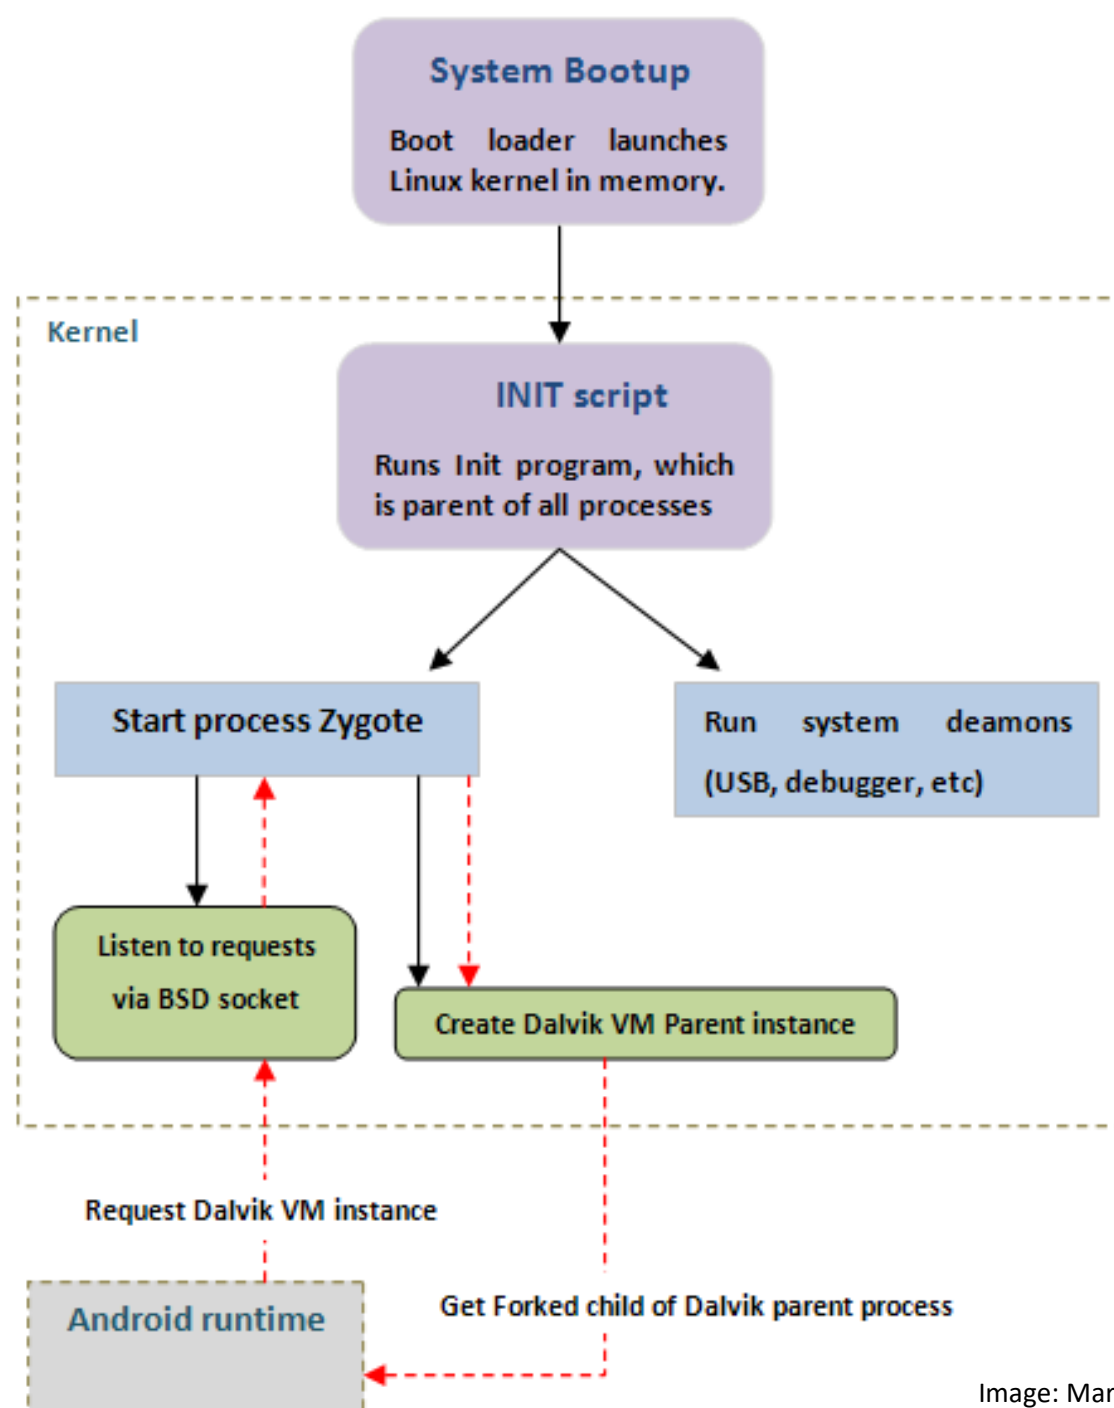 System Bootup
Boot loader launches
Linux kernel in memory.
Kernel
INIT script
Runs Init program, which
is parent of all processes
Start process Zygote
Run system deamons
(USB, debugger, etc)
Listen to requests
via BSD socket
Create Dalvik VM Parent instance
Request Dalvik VM instance
Get Forked child of Dalvik parent process
Android runtime
Image: Mar